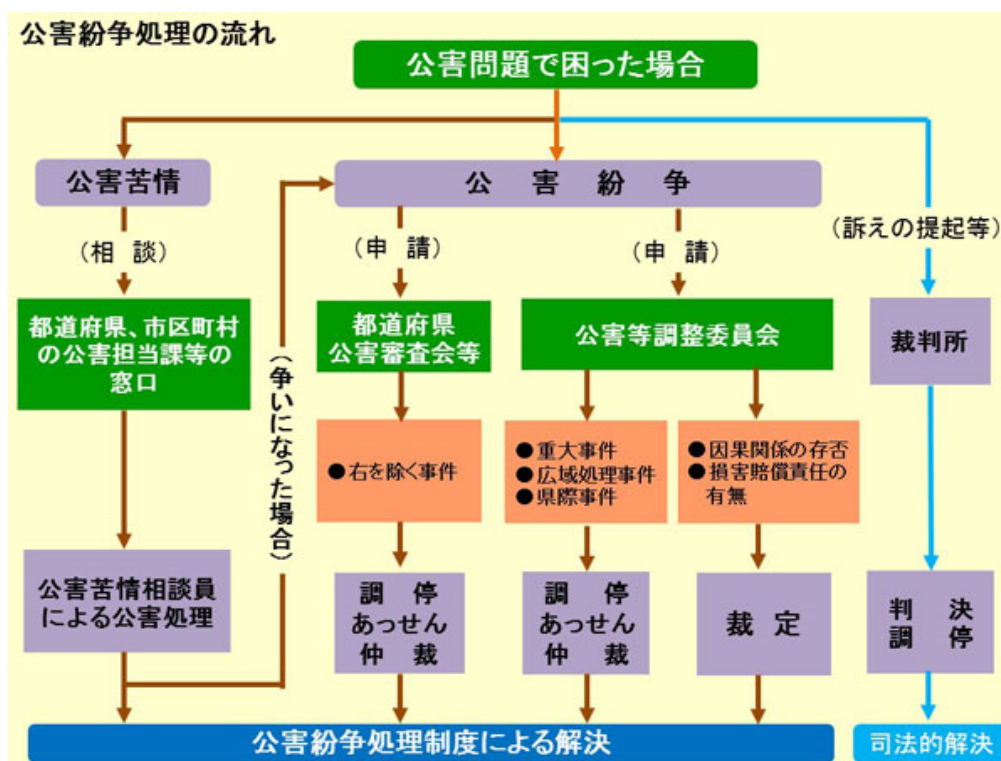 公害紛争処理の流れ
公害問題で困った場合
公害苦情
公害紛争
(相談)
(申請)
(申請)
(訴えの提起等)
都道府県、市区町村
の公害担当課等の
窓口
都道府県
公害審査会等
公害等調整委員会
裁判所
(争いになった場合)
●右を除く事件
●重大事件
●広域処理事件
●県際事件
●因果関係の存否
●損害賠償責任の
有無
公害苦情相談員
による公害処理
調停
あっせん
仲裁
調停
あっせん
仲裁
裁定
判決
調停
公害紛争処理制度による解決
司法的解決